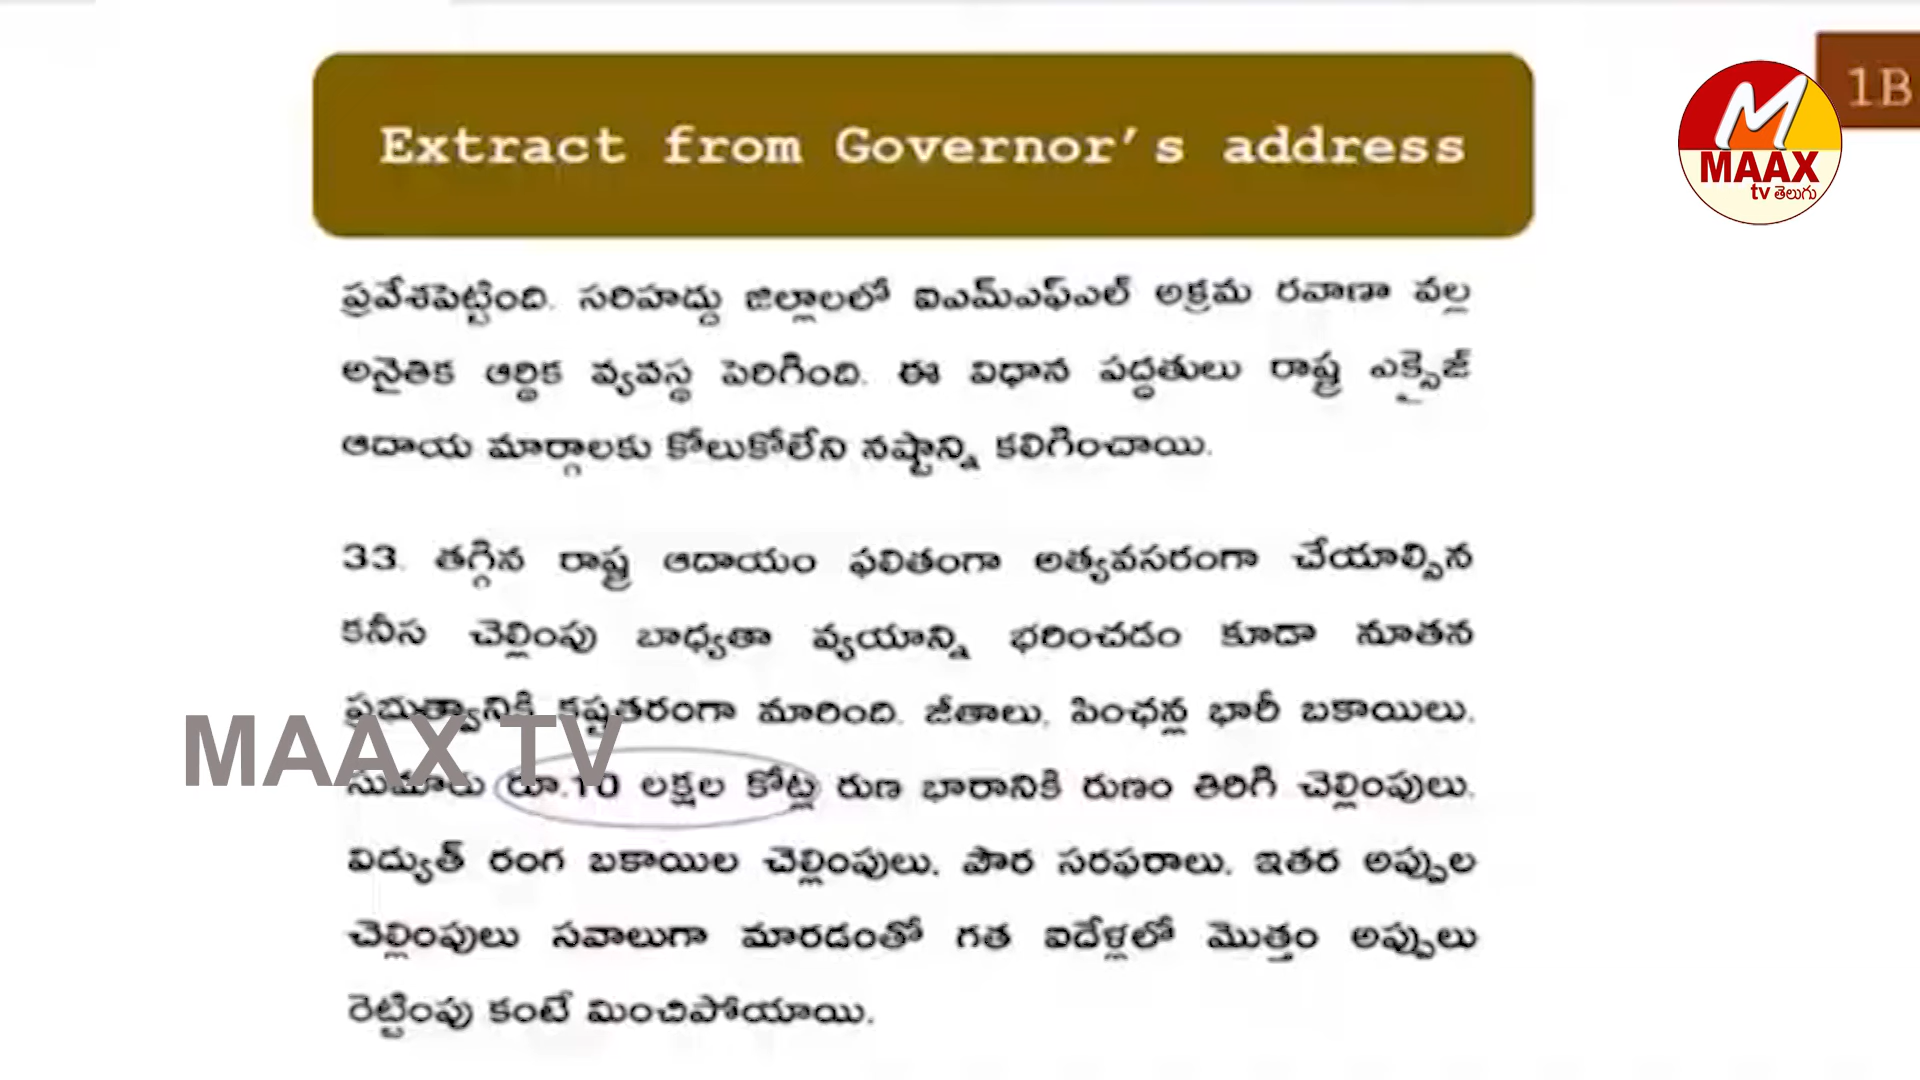 Extract from Governor's address
1B
M
MAAX
tv తెలుగు
ప్రవేశపెట్టింది. సరిహద్దు జిల్లాలలో ఐఎమ్ఎఫ్ఎల్ అక్రమ రవాణా వల్ల
అనైతిక ఆర్థిక వ్యవస్థ పెరిగింది. ఈ విధాన పద్ధతులు రాష్ట్ర ఎక్సైజ్
ఆదాయ మార్గాలకు కోలుకోలేని నష్టాన్ని కలిగించాయి.
33. తగ్గిన రాష్ట్ర ఆదాయం ఫలితంగా అత్యవసరంగా చేయాల్సిన
కనీస చెల్లింపు బాధ్యతా వ్యయాన్ని భరించడం కూడా నూతన
ప్రభుత్వానికి కష్టతరంగా మారింది. జీతాలు, పింఛన్ల భారీ బకాయిలు,
MAAX TV
సుమారు రూ.10 లక్షల కోట్ల రుణ భారానికి రుణం తిరిగి చెల్లింపులు,
విద్యుత్ రంగ బకాయిల చెల్లింపులు, పౌర సరఫరాలు, ఇతర అప్పుల
చెల్లింపులు సవాలుగా మారడంతో గత ఐదేళ్లలో మొత్తం అప్పులు
రెట్టింపు కంటే మించిపోయాయి.